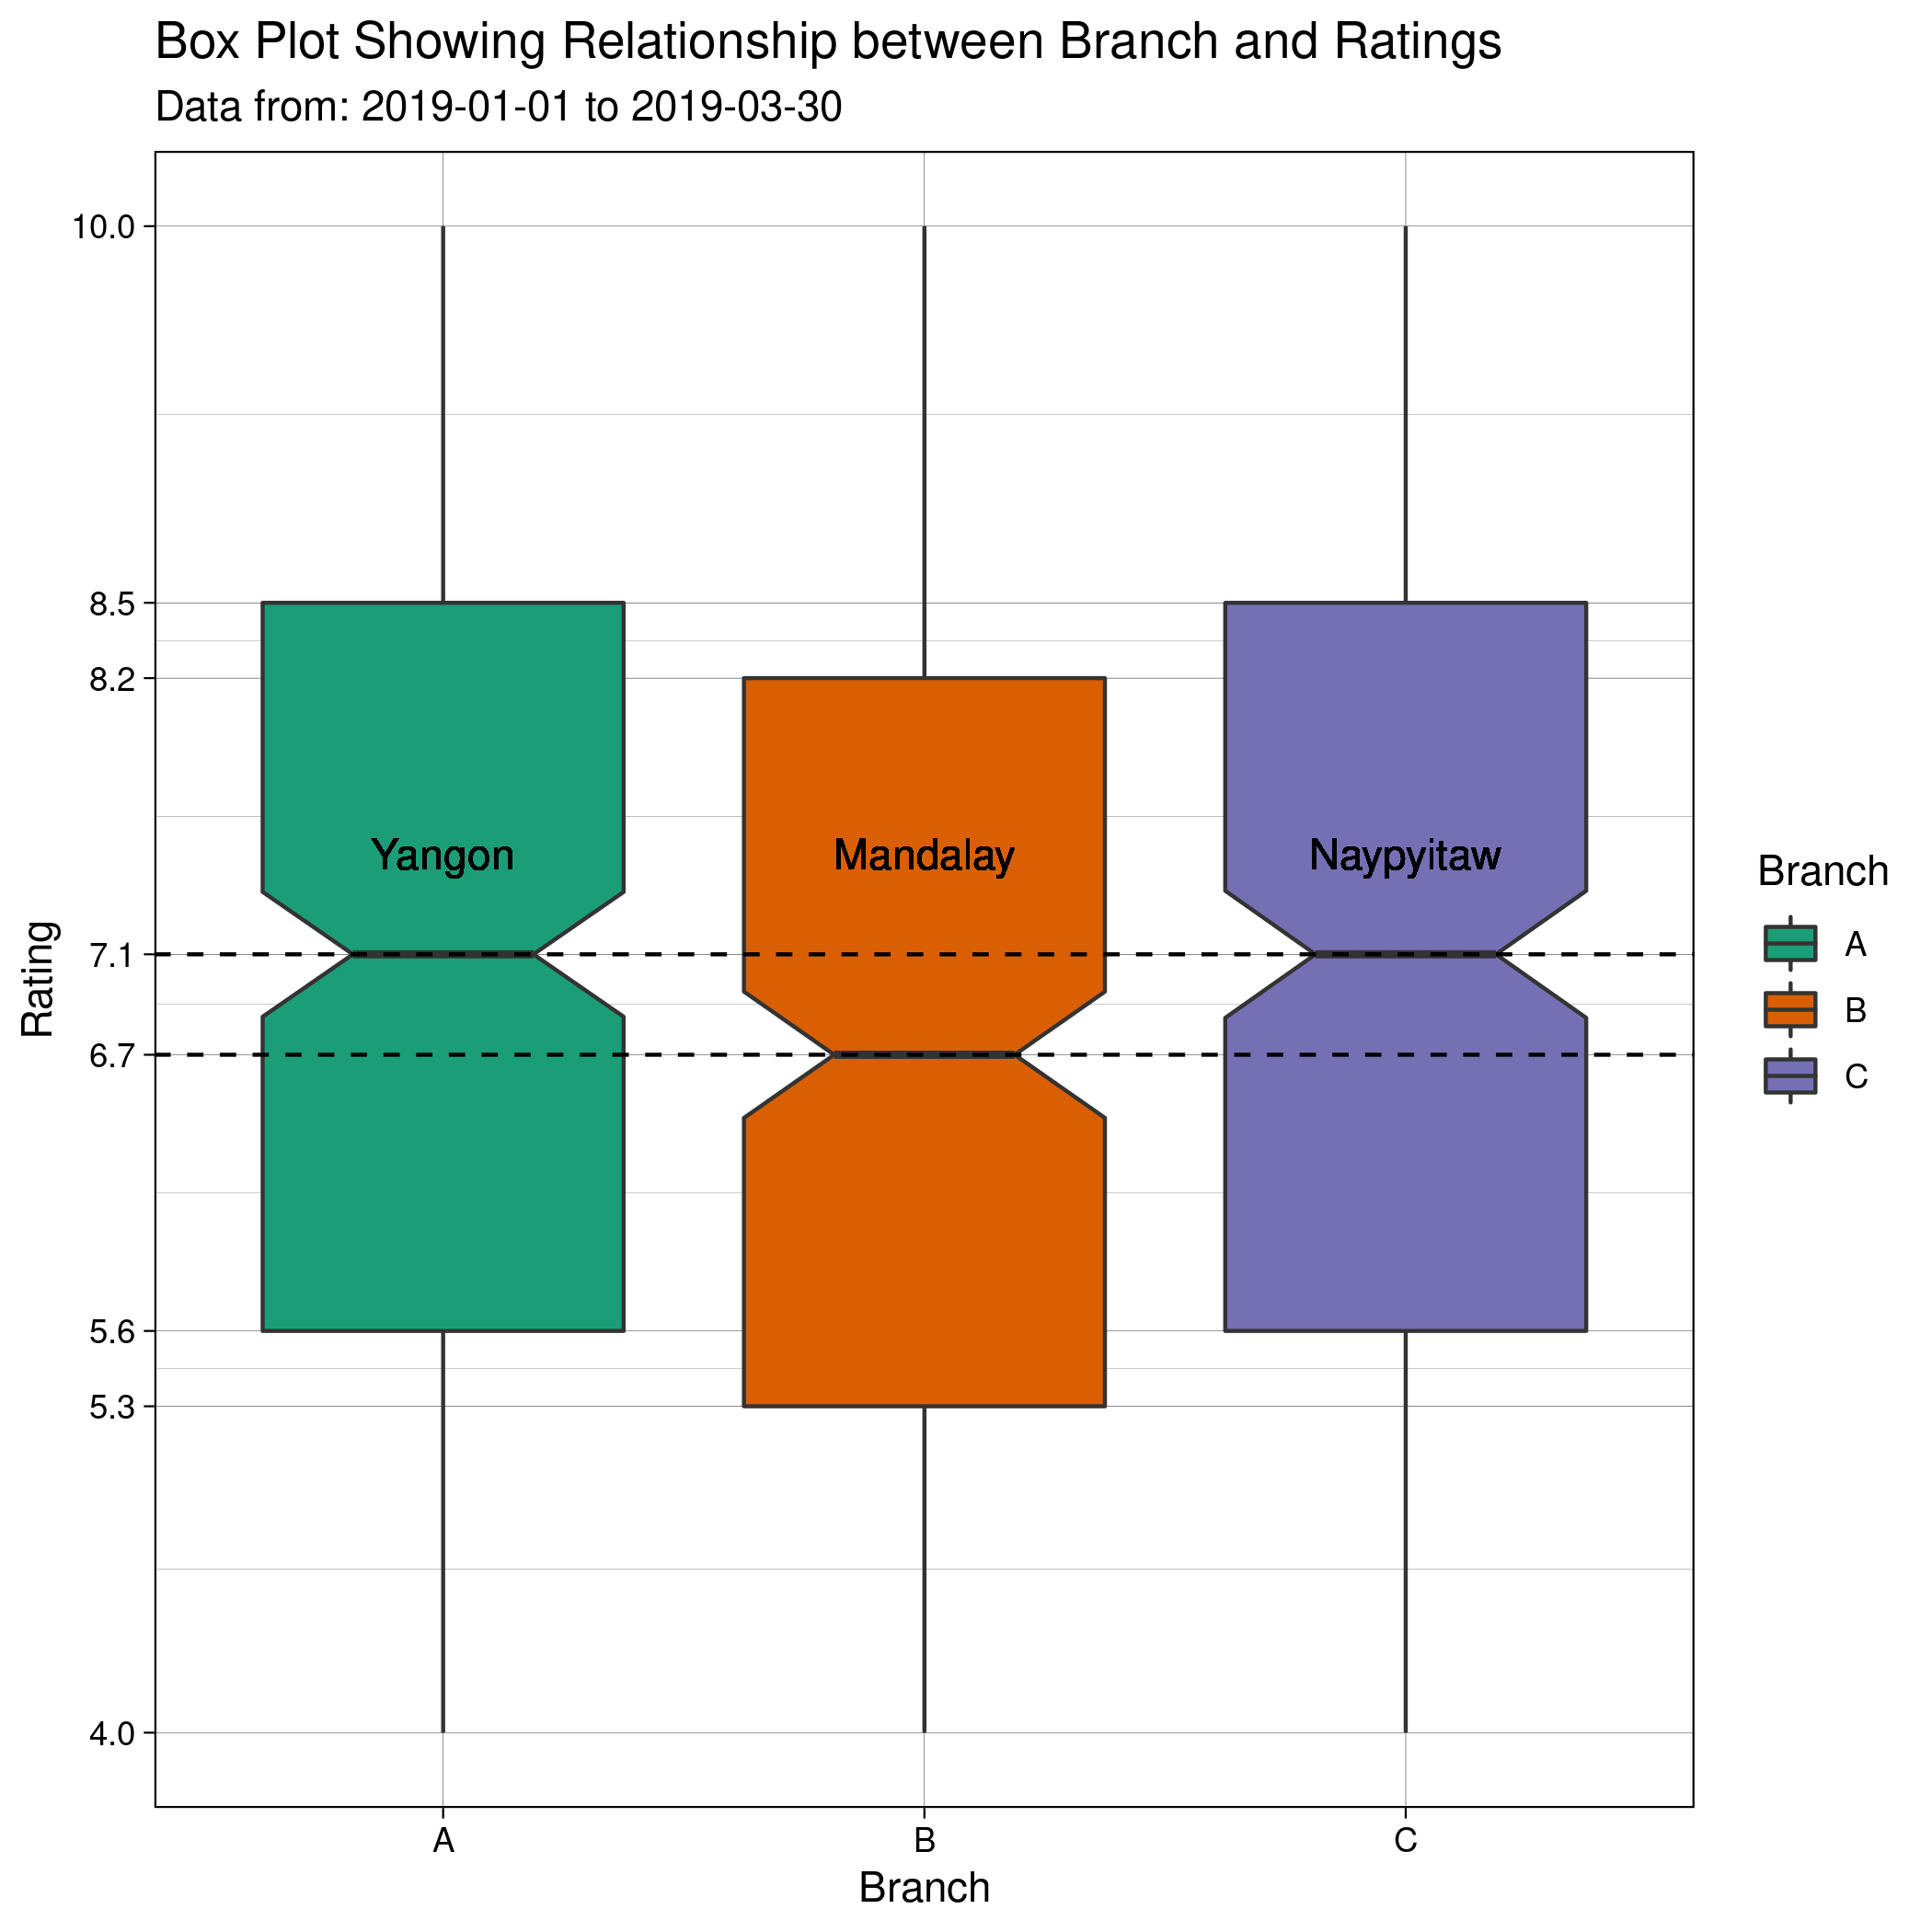 Box Plot Showing Relationship between Branch and Ratings
Data from: 2019-01-01 to 2019-03-30
10.0
8.5
8.2
7.1
6.7
5.6
5.3
4.0
Rating
Yangon
Mandalay
Naypyitaw
A
B
C
Branch
Branch
A
B
C